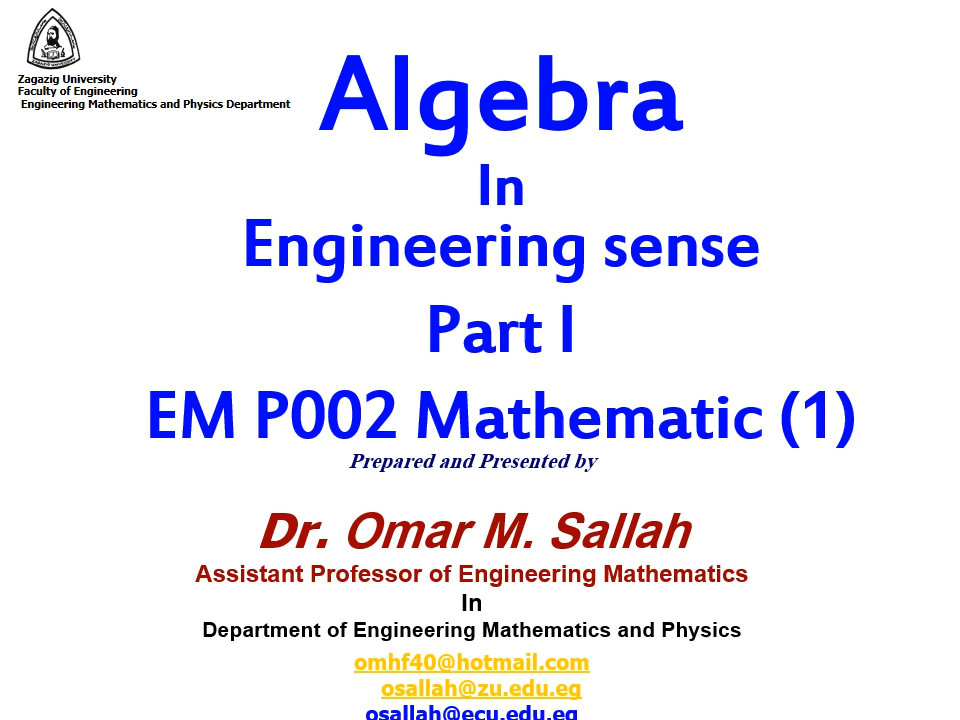 Zagazig University
Faculty of Engineering
Engineering Mathematics and Physics Department
Algebra
In
Engineering sense
Part I
EM P002 Mathematic (1)
Prepared and Presented by
Dr. Omar M. Sallah
Assistant Professor of Engineering Mathematics
In
Department of Engineering Mathematics and Physics
omhf40@hotmail.com
osallah@zu.edu.eg
osallah@ecu.edu.eg